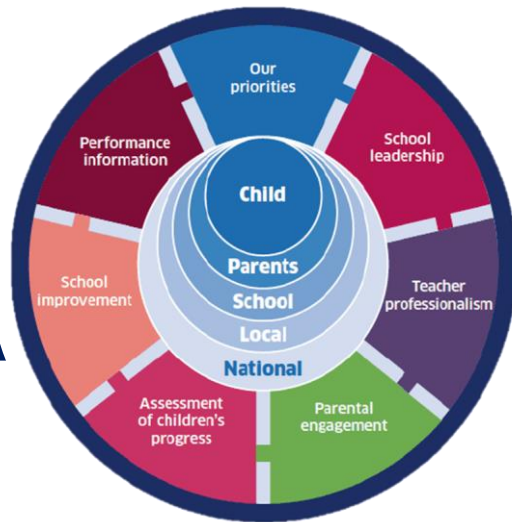 Our
priorities
School
leadership
Teacher
professionalism
Parental
engagement
Assessment
of children's
progress
School
improvement
Performance
information
Child
Parents
School
Local
National